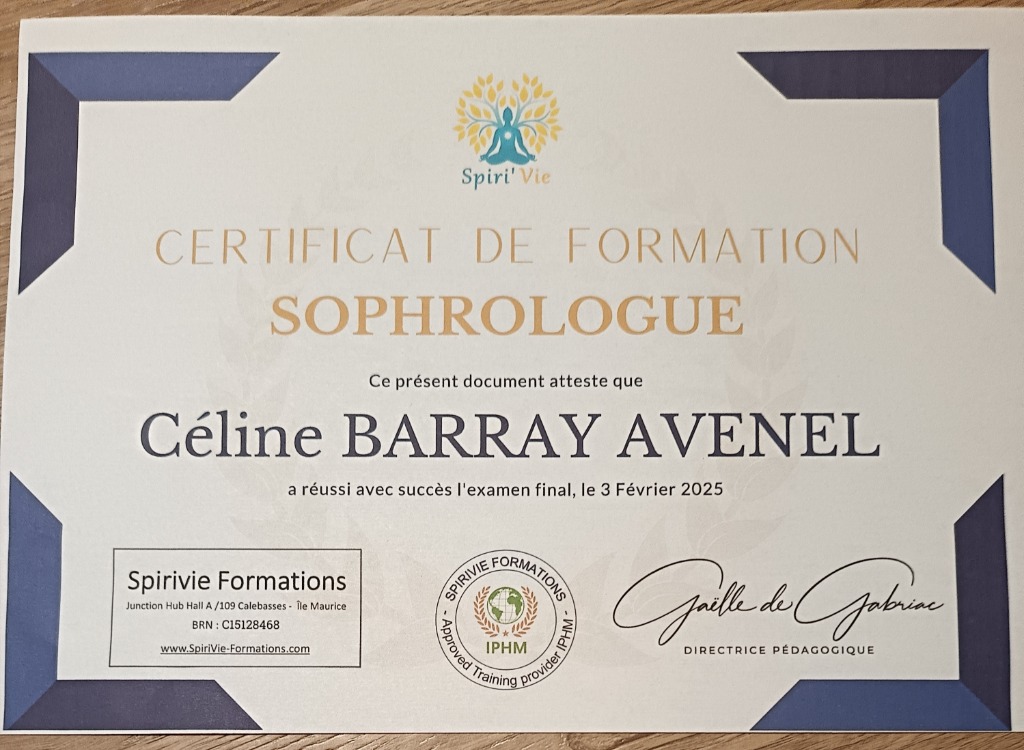 Spiri'Vie
CERTIFICAT DE FORMATION
SOPHROLOGUE
Ce présent document atteste que
Céline BARRAY AVENEL
a réussi avec succès l'examen final, le 3 Février 2025
Spirivie Formations
Junction Hub Hall A /109 Calebasses - Île Maurice
BRN : C15128468
www.SpiriVie-Formations.com
- SPIRIVIE FORMATIONS -
IPHM
Approved Training provider IPHM
Gaëlle de Gabriac
DIRECTRICE PÉDAGOGIQUE